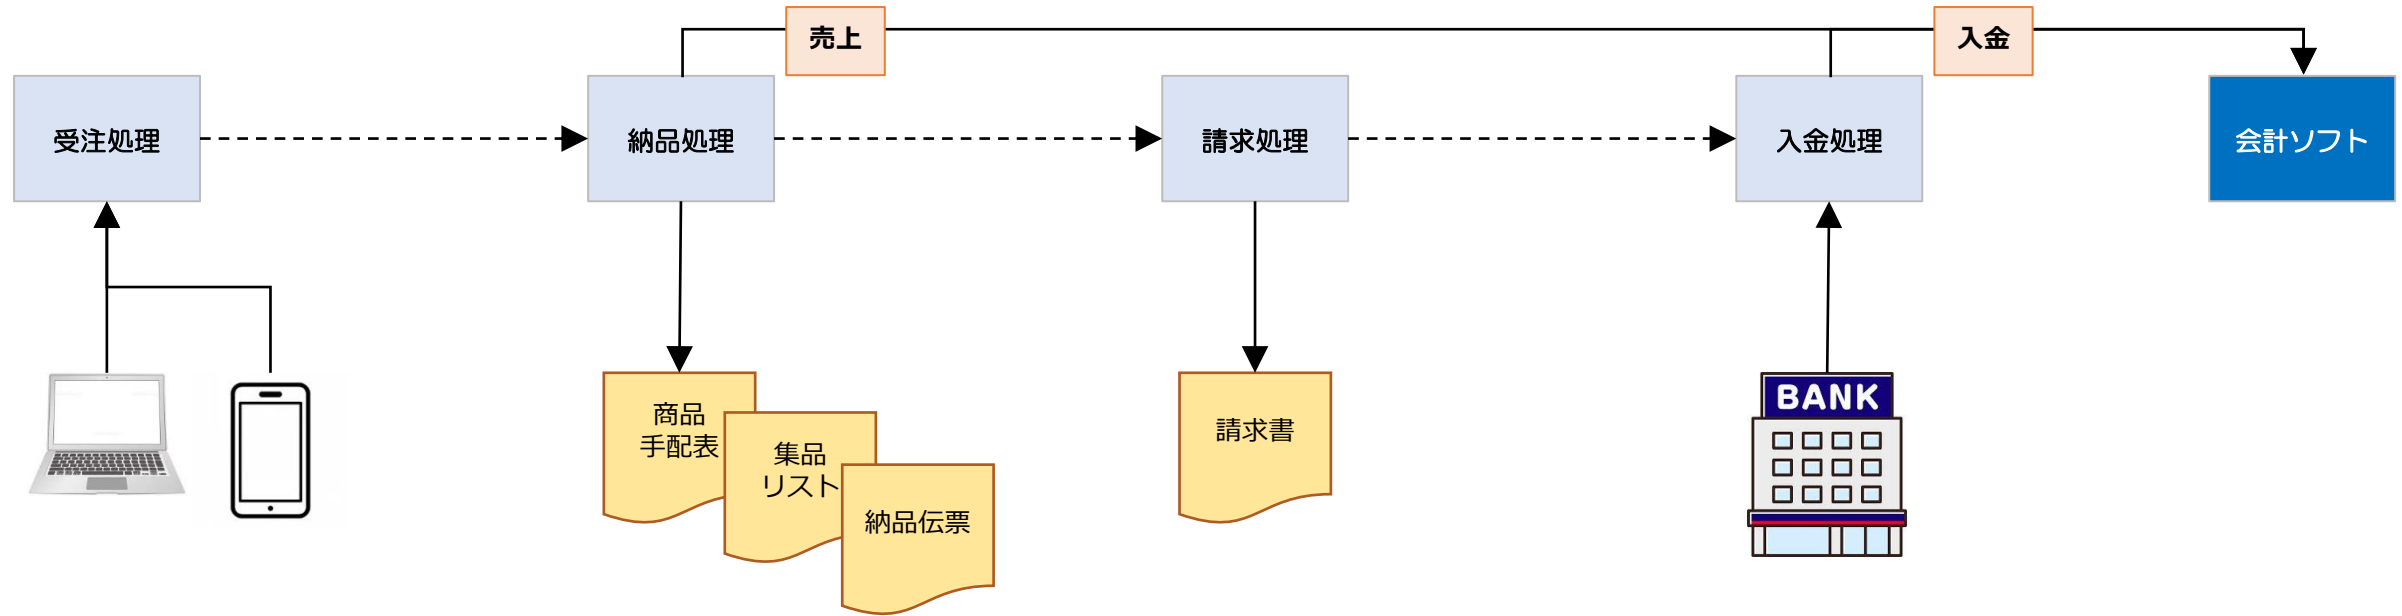 売上
入金
受注処理
納品処理
請求処理
入金処理
会計ソフト
商品
手配表
集品
リスト
納品伝票
請求書
BANK